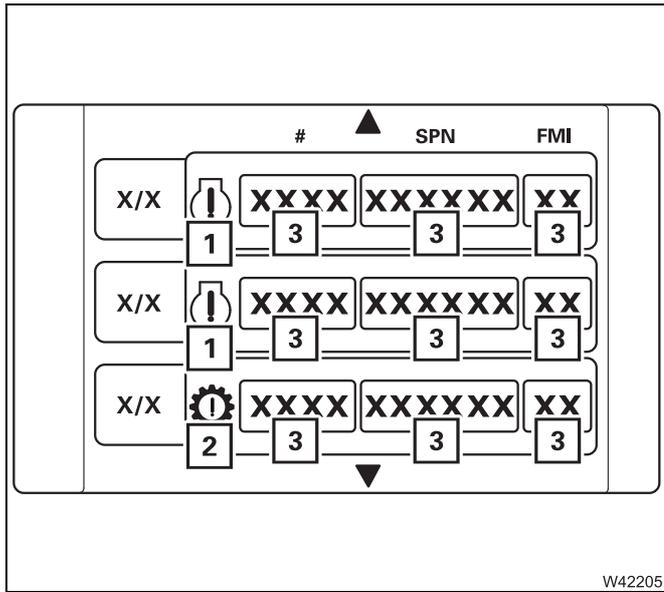 # ▲ SPN FMI
X/X XXXX XXXXXX XX
1 3 3 3
X/X XXXX XXXXXX XX
1 3 3 3
X/X XXXX XXXXXX XX
2 3 3 3
▼
W42205